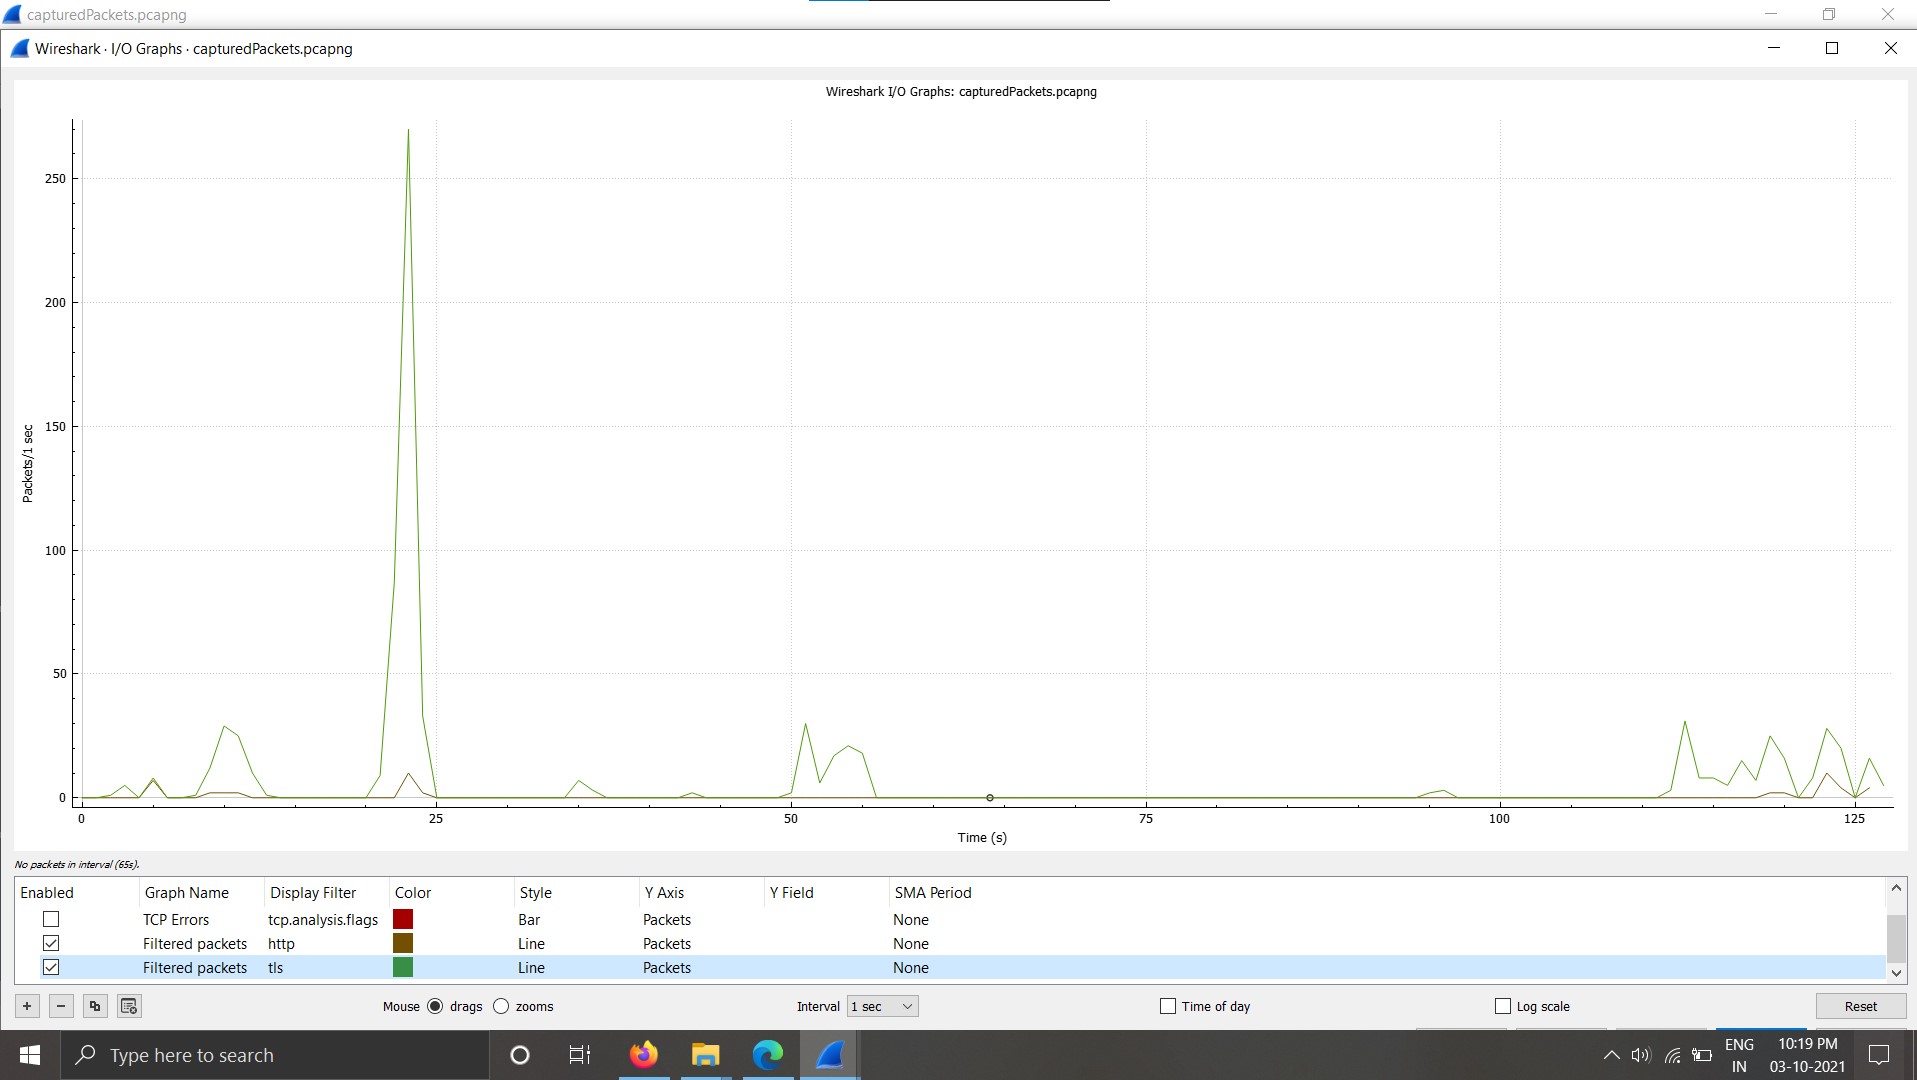 capturedPackets.pcapng
Wireshark · I/O Graphs · capturedPackets.pcapng
Wireshark I/O Graphs: capturedPackets.pcapng
Packets/1 sec
250
200
150
100
50
0
0 25 50 75 100 125
Time (s)
No packets in interval (65s).
Enabled Graph Name Display Filter Color Style Y Axis Y Field SMA Period
TCP Errors tcp.analysis.flags Bar Packets None
Filtered packets http Line Packets None
Filtered packets tls Line Packets None
+ − Mouse drags zooms Interval 1 sec Time of day Log scale Reset
Type here to search
ENG 10:19 PM
IN 03-10-2021